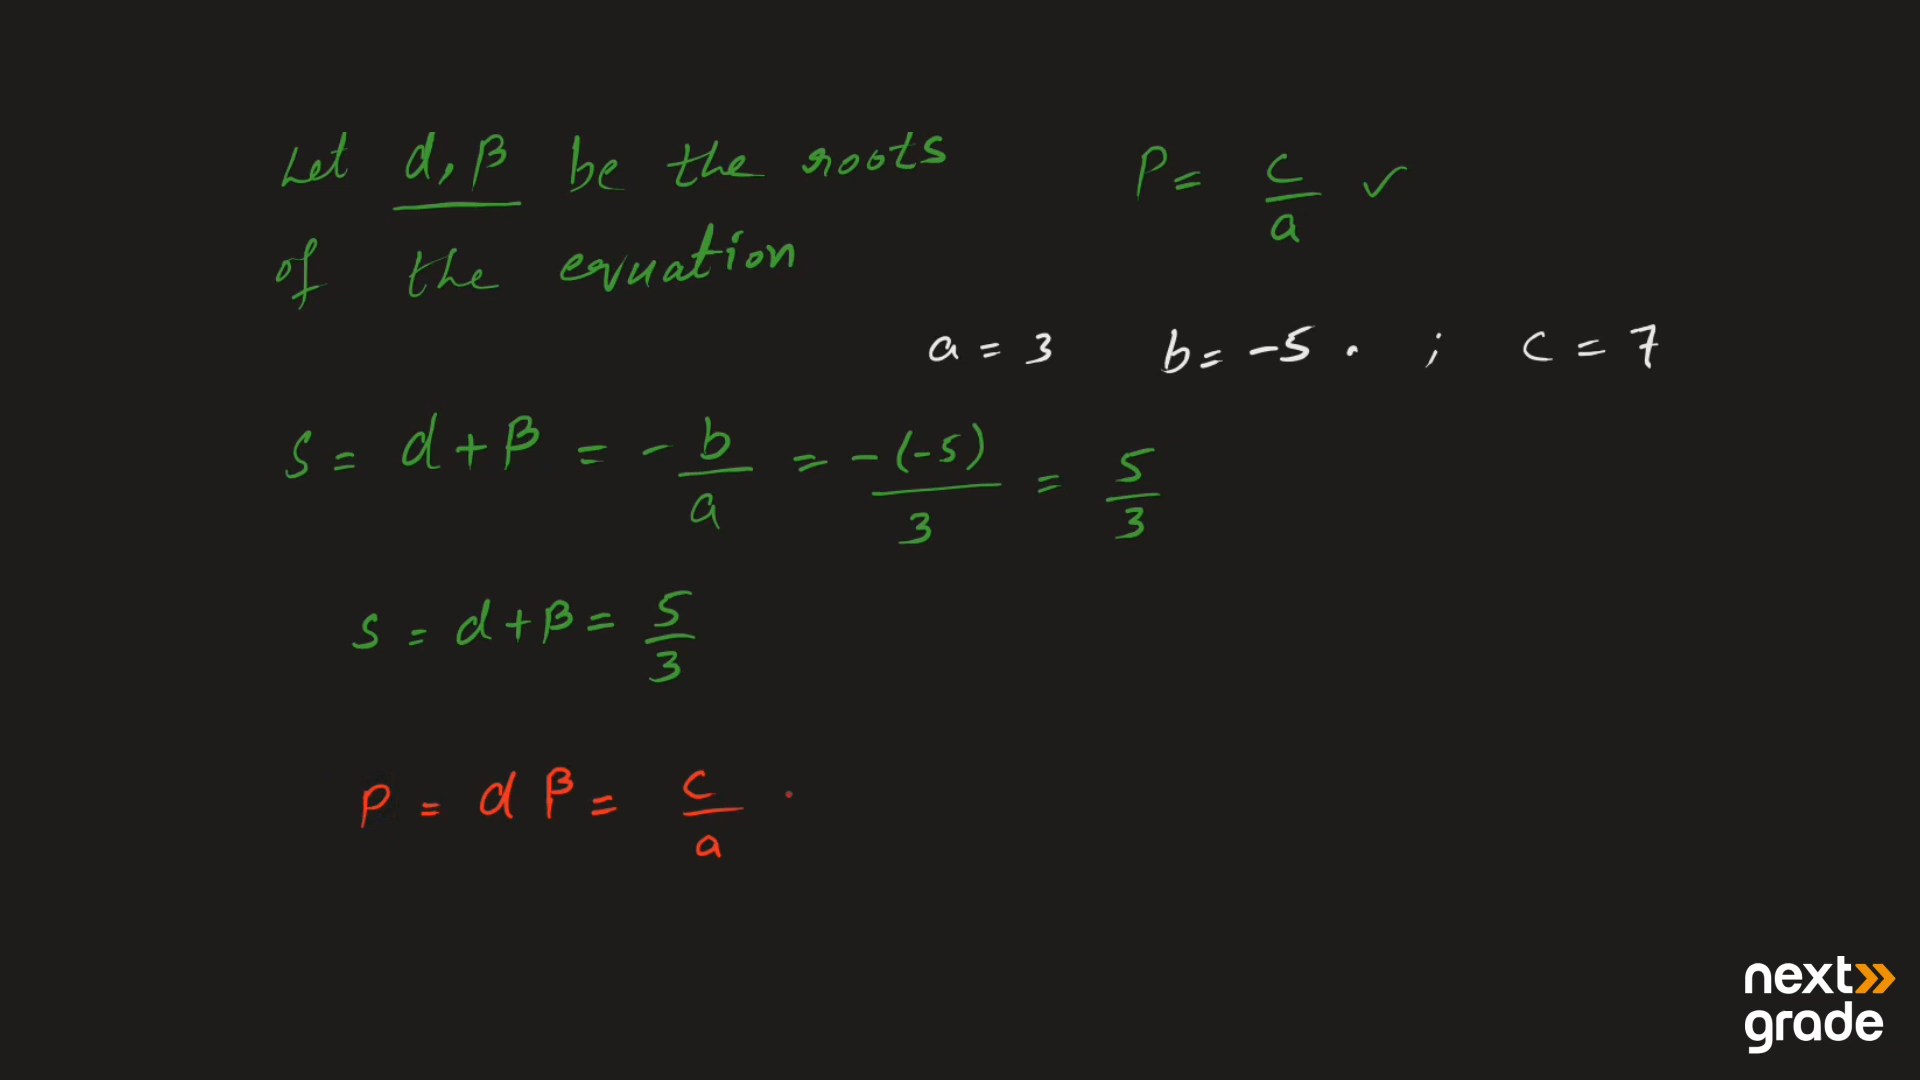 Let α, β be the roots
of the equation
P = c/a ✓
a = 3 b = -5 . ; c = 7
S = α + β = - b/a = -(-5)/3 = 5/3
S = α + β = 5/3
P = α β = c/a
next
grade